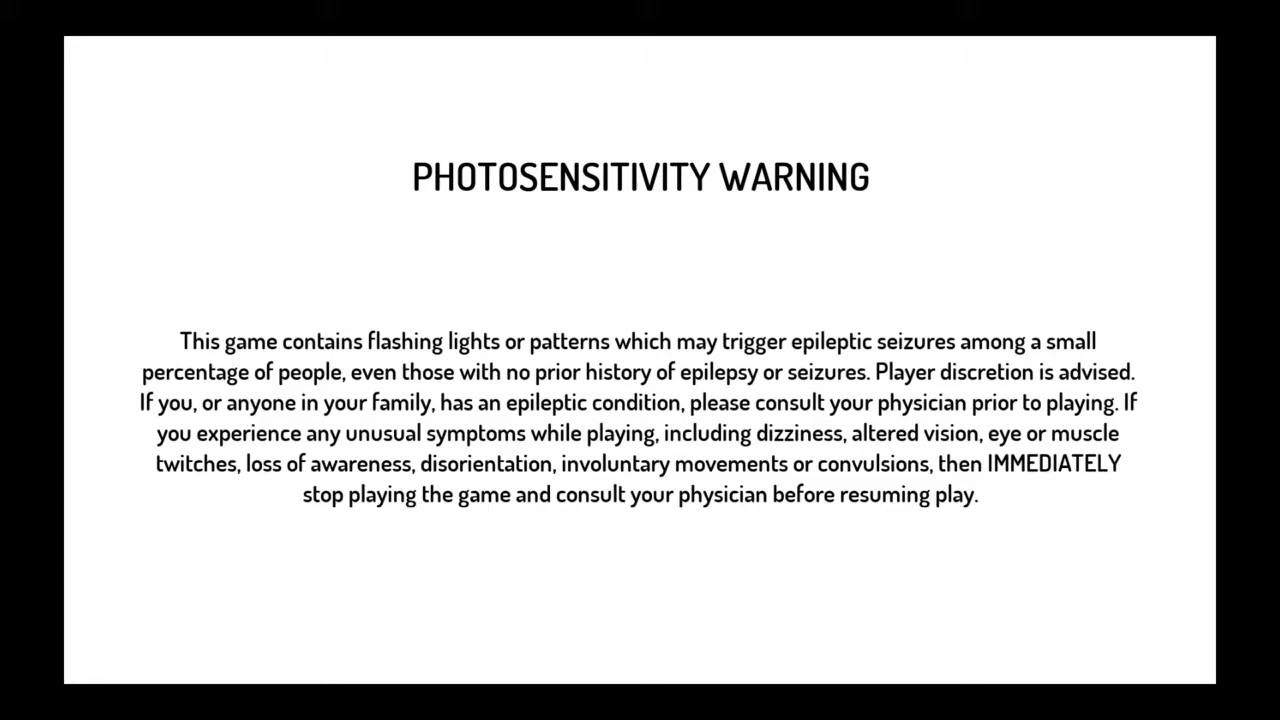 PHOTOSENSITIVITY WARNING
This game contains flashing lights or patterns which may trigger epileptic seizures among a small
percentage of people, even those with no prior history of epilepsy or seizures. Player discretion is advised.
If you, or anyone in your family, has an epileptic condition, please consult your physician prior to playing. If
you experience any unusual symptoms while playing, including dizziness, altered vision, eye or muscle
twitches, loss of awareness, disorientation, involuntary movements or convulsions, then IMMEDIATELY
stop playing the game and consult your physician before resuming play.